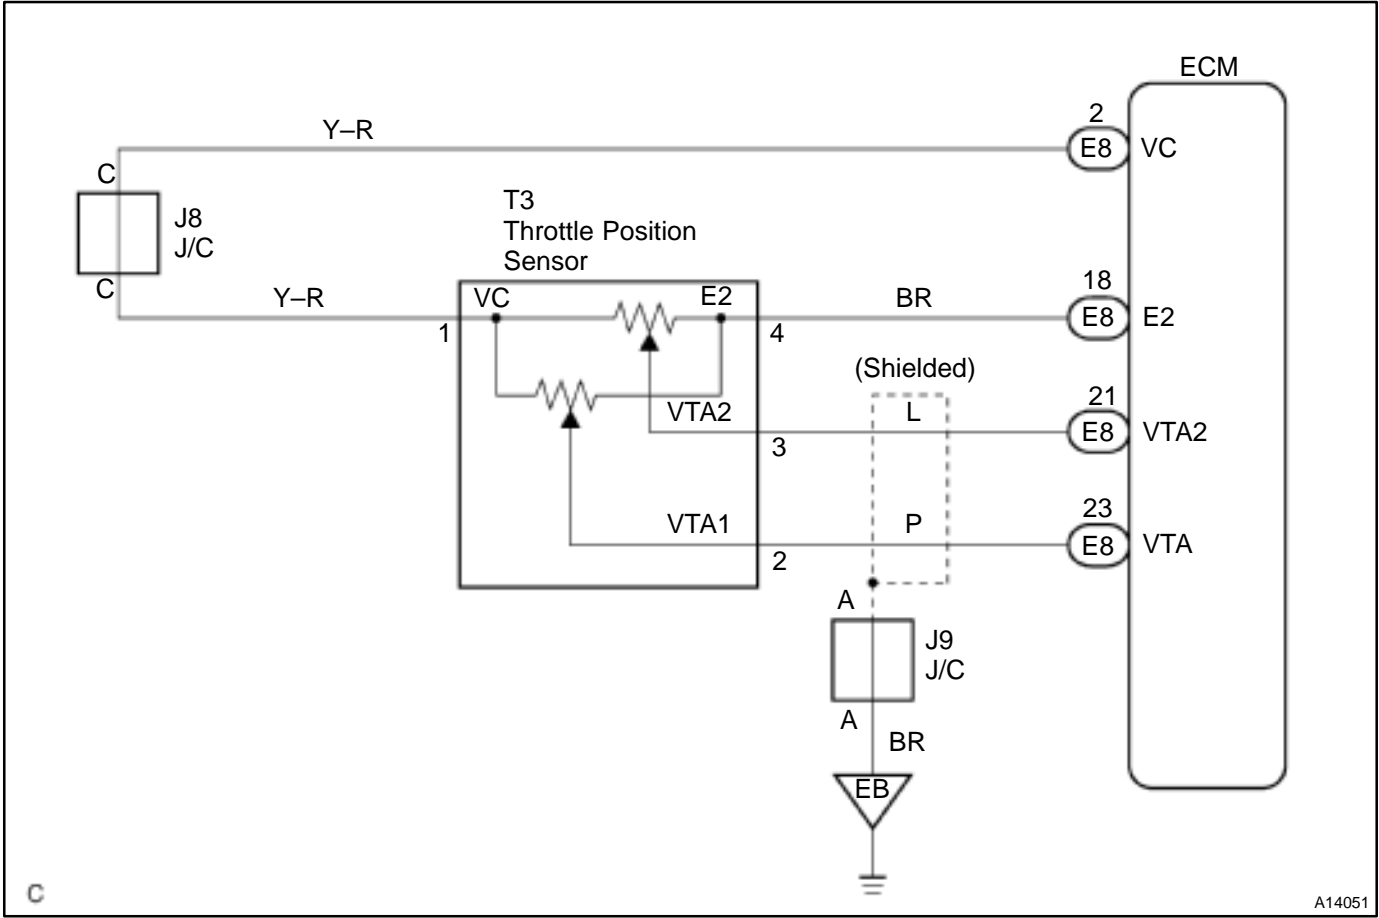 ECM
Y–R
2
E8
VC
C
J8
J/C
C
T3
Throttle Position
Sensor
Y–R
1
VC
E2
4
BR
18
E8
E2
(Shielded)
VTA2
3
L
21
E8
VTA2
VTA1
2
P
23
E8
VTA
A
J9
J/C
A
BR
EB
C
A14051